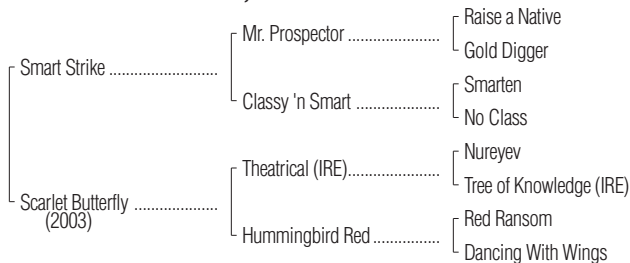 Raise a Native
Mr. Prospector ..................
Gold Digger
Smart Strike ........................
Smarten
Classy 'n Smart ..................
No Class
Nureyev
Theatrical (IRE)....................
Tree of Knowledge (IRE)
Scarlet Butterfly ..................
(2003)
Red Ransom
Hummingbird Red...............
Dancing With Wings